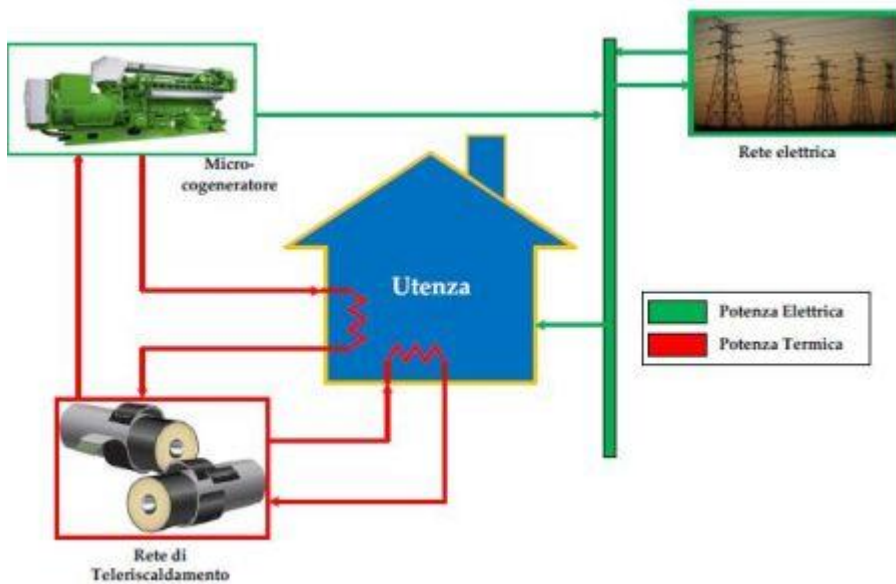 Micro-
cogeneratore
Rete elettrica
Utenza
Potenza Elettrica
Potenza Termica
Rete di
Teleriscaldamento